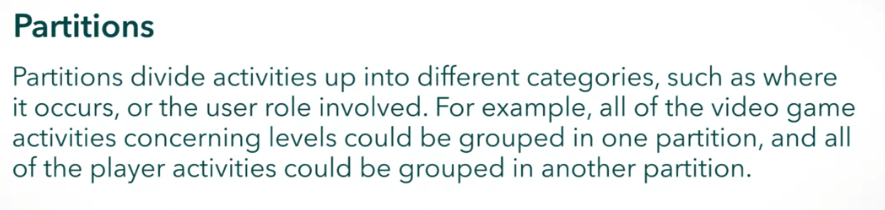 Partitions
Partitions divide activities up into different categories, such as where
it occurs, or the user role involved. For example, all of the video game
activities concerning levels could be grouped in one partition, and all
of the player activities could be grouped in another partition.